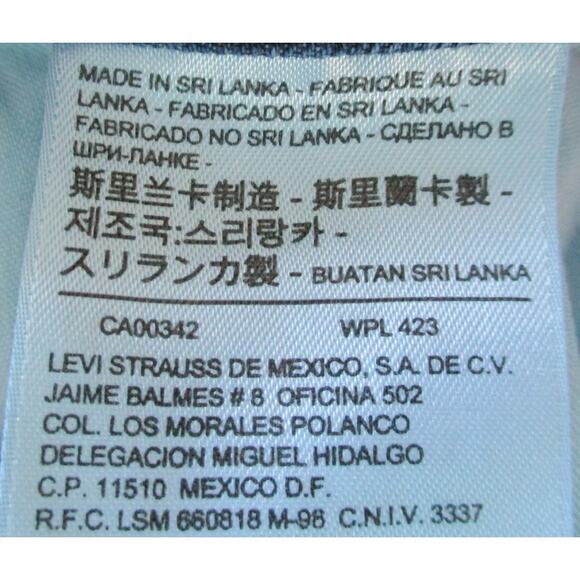 MADE IN SRI LANKA - FABRIQUE AU SRI
LANKA - FABRICADO EN SRI LANKA -
FABRICADO NO SRI LANKA - СДЕЛАНО В
ШРИ-ЛАНКЕ -
斯里兰卡制造 - 斯里蘭卡製 -
제조국:스리랑카 -
スリランカ製 - BUATAN SRI LANKA
CA00342 WPL 423
LEVI STRAUSS DE MEXICO, S.A. DE C.V.
JAIME BALMES # 8 OFICINA 502
COL. LOS MORALES POLANCO
DELEGACION MIGUEL HIDALGO
C.P. 11510 MEXICO D.F.
R.F.C. LSM 660818 M-96 C.N.I.V. 3337